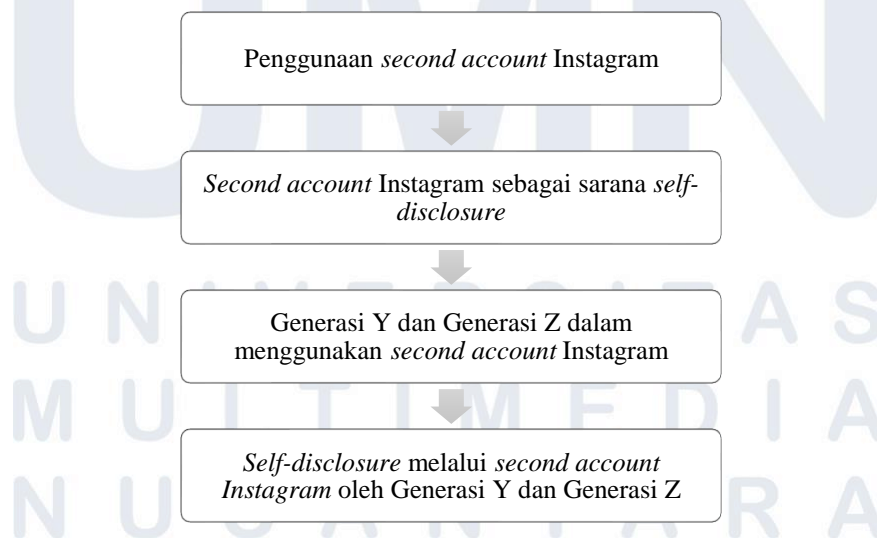 UMN
Penggunaan second account Instagram
Second account Instagram sebagai sarana self-
disclosure
UNIVERSITAS
Generasi Y dan Generasi Z dalam
menggunakan second account Instagram
MULTIMEDIA
Self-disclosure melalui second account
Instagram oleh Generasi Y dan Generasi Z
NUSANTARA